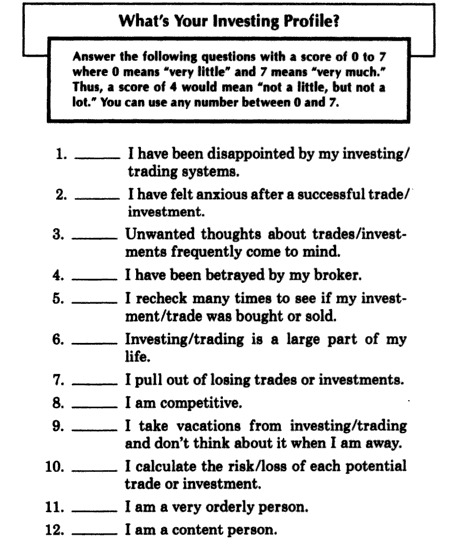 What's Your Investing Profile?
Answer the following questions with a score of 0 to 7
where 0 means "very little" and 7 means "very much."
Thus, a score of 4 would mean "not a little, but not a
lot." You can use any number between 0 and 7.
1. _____ I have been disappointed by my investing/
trading systems.
2. _____ I have felt anxious after a successful trade/
investment.
3. _____ Unwanted thoughts about trades/invest-
ments frequently come to mind.
4. _____ I have been betrayed by my broker.
5. _____ I recheck many times to see if my invest-
ment/trade was bought or sold.
6. _____ Investing/trading is a large part of my
life.
7. _____ I pull out of losing trades or investments.
8. _____ I am competitive.
9. _____ I take vacations from investing/trading
and don't think about it when I am away.
10. _____ I calculate the risk/loss of each potential
trade or investment.
11. _____ I am a very orderly person.
12. _____ I am a content person.